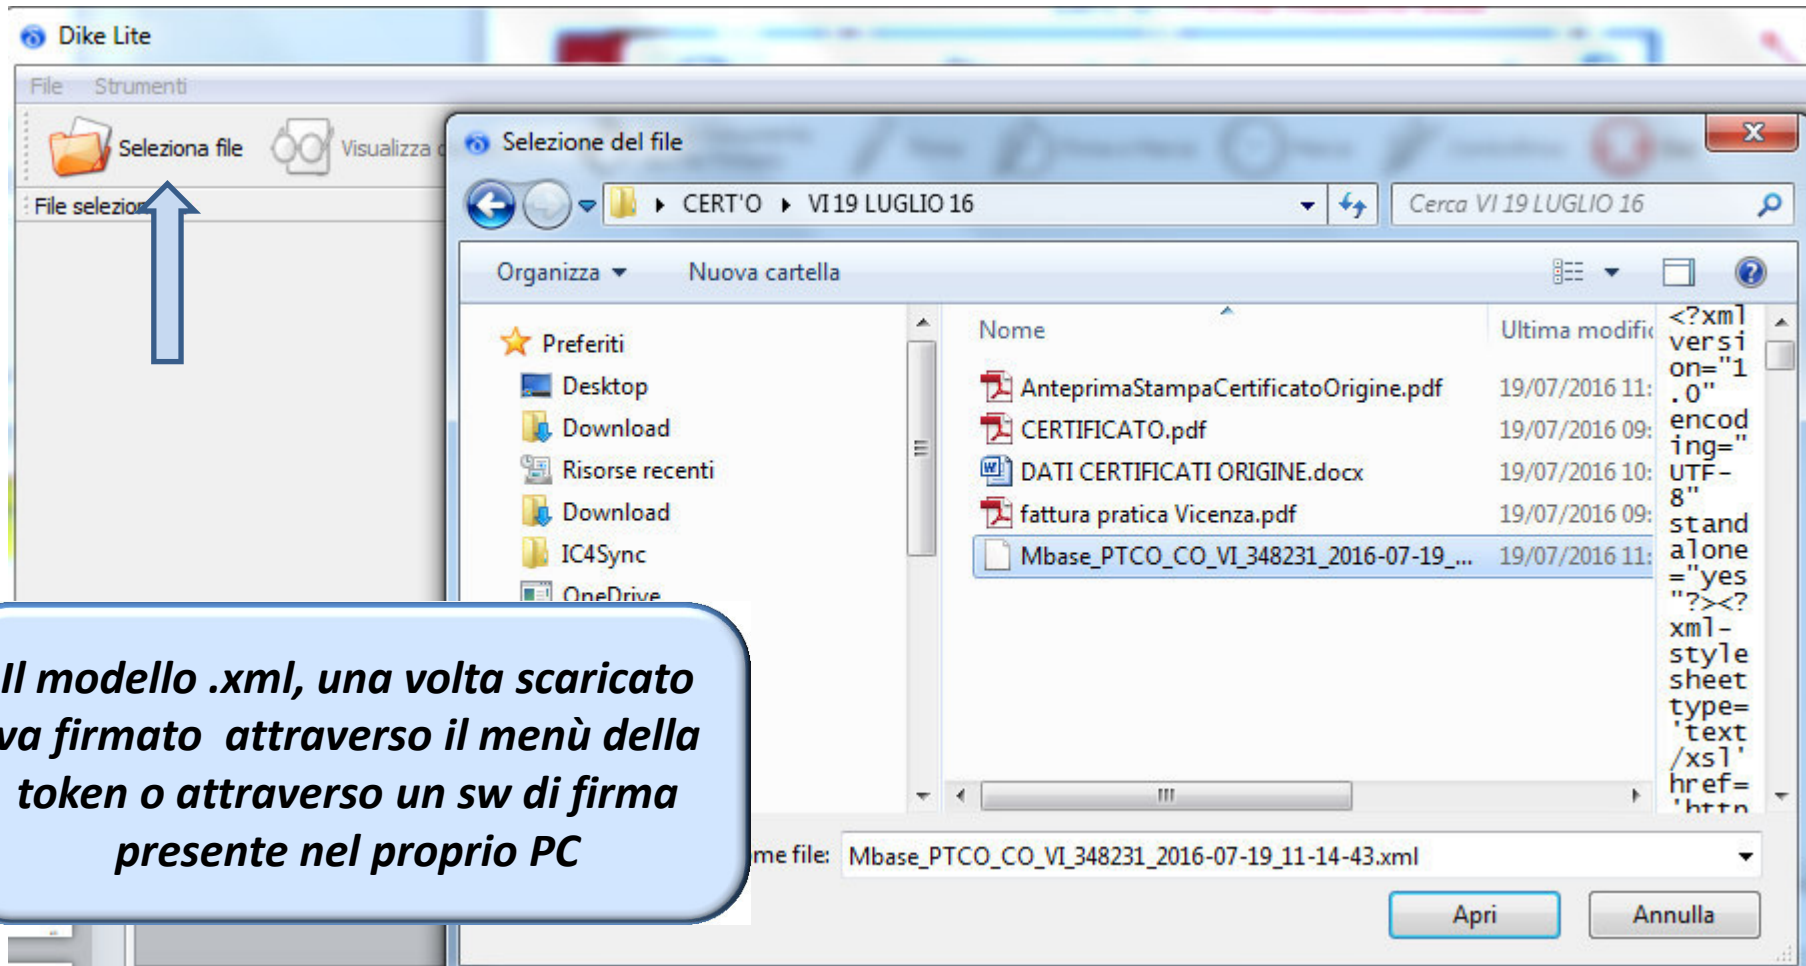 Dike Lite
File Strumenti
Seleziona file Visualizza
File selezion
Selezione del file
CERT'O VI 19 LUGLIO 16
Cerca VI 19 LUGLIO 16
Organizza Nuova cartella
Preferiti
Desktop
Download
Risorse recenti
Download
IC4Sync
OneDrive
Nome Ultima modific
AnteprimaStampaCertificatoOrigine.pdf 19/07/2016 11:
CERTIFICATO.pdf 19/07/2016 09:
DATI CERTIFICATI ORIGINE.docx 19/07/2016 10:
fattura pratica Vicenza.pdf 19/07/2016 09:
Mbase_PTCO_CO_VI_348231_2016-07-19_... 19/07/2016 11:
<?xml
versi
on="1
.0"
encod
ing="
UTF-
8"
stand
alone
="yes
"?><?
xml-
style
sheet
type=
'text
/xsl'
href=
'http
Il modello .xml, una volta scaricato
va firmato attraverso il menù della
token o attraverso un sw di firma
presente nel proprio PC
me file: Mbase_PTCO_CO_VI_348231_2016-07-19_11-14-43.xml
Apri Annulla